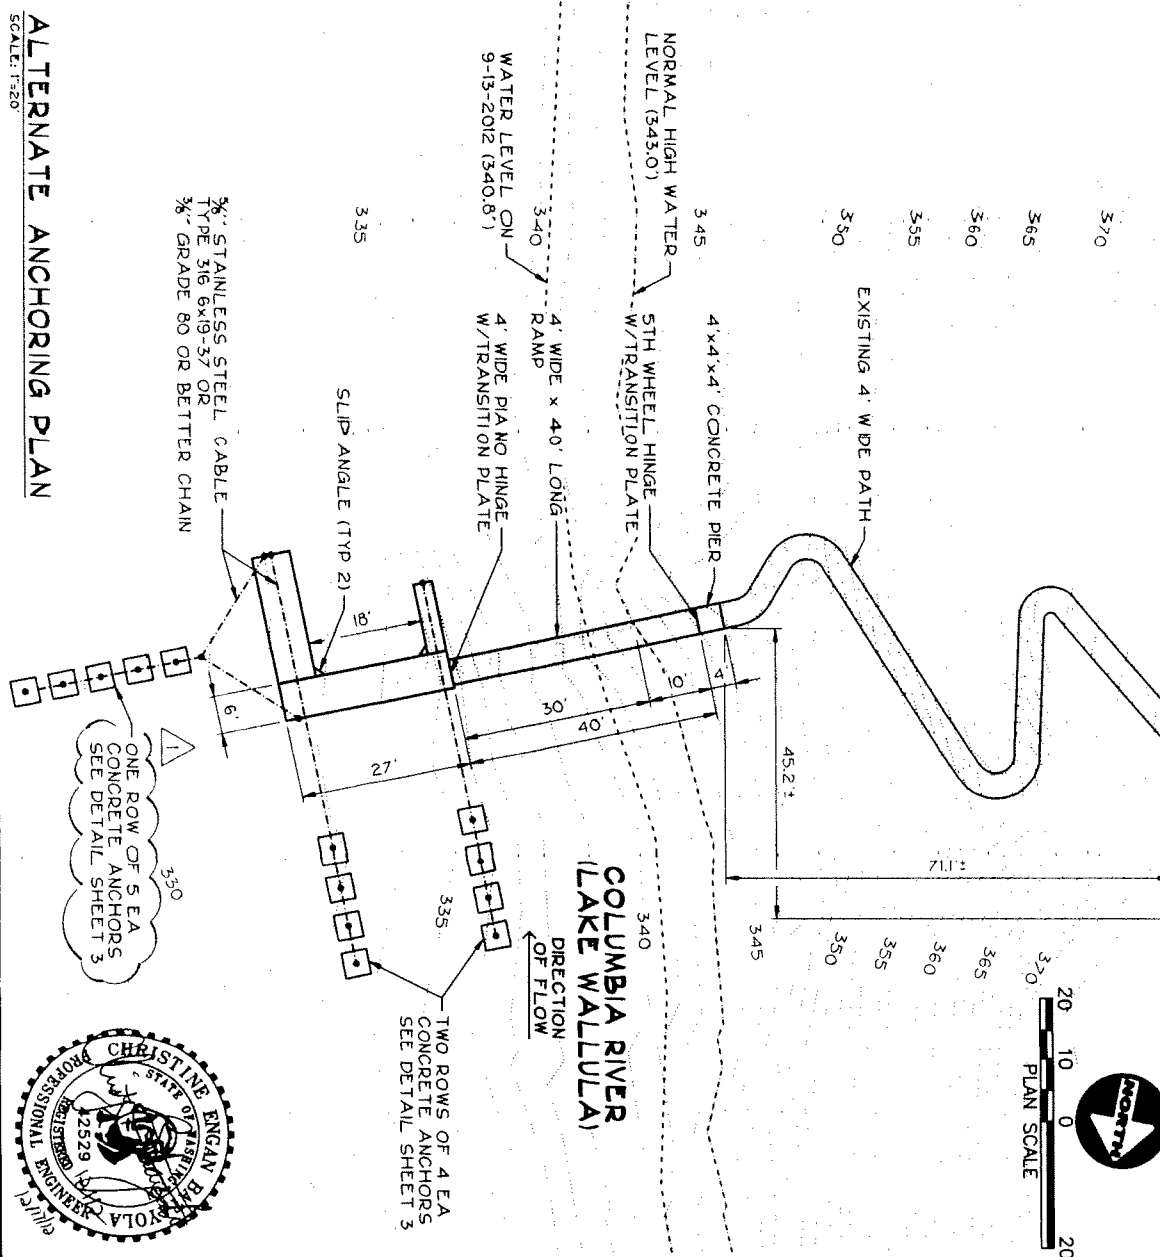 ALTERNATE ANCHORING PLAN
SCALE: 1"=20'
NORMAL HIGH WATER
LEVEL (343.0')
WATER LEVEL ON
9-13-2012 (340.8')
370
365
360
355
350
345
340
335
EXISTING 4' WIDE PATH
4'x4'x4' CONCRETE PIER
5TH WHEEL HINGE
W/TRANSITION PLATE
4' WIDE x 40' LONG
RAMP
4' WIDE PIANO HINGE
W/TRANSITION PLATE
SLIP ANGLE (TYP 2)
STAINLESS STEEL CABLE
TYPE 316 6x19-37 OR
GRADE 80 OR BETTER CHAIN
18'
6'
27'
30'
10'
4'
40'
45.2'±
71.1'±
1
ONE ROW OF 5 EA
CONCRETE ANCHORS
SEE DETAIL SHEET 3
330
335
340
345
350
355
360
365
370
COLUMBIA RIVER
(LAKE WALLULA)
DIRECTION
OF FLOW
TWO ROWS OF 4 EA
CONCRETE ANCHORS
SEE DETAIL SHEET 3
20 10 0 20
PLAN SCALE
NORTH
CHRISTINE ENGAN
STATE OF WASHINGTON
42529
REGISTERED
PROFESSIONAL ENGINEER